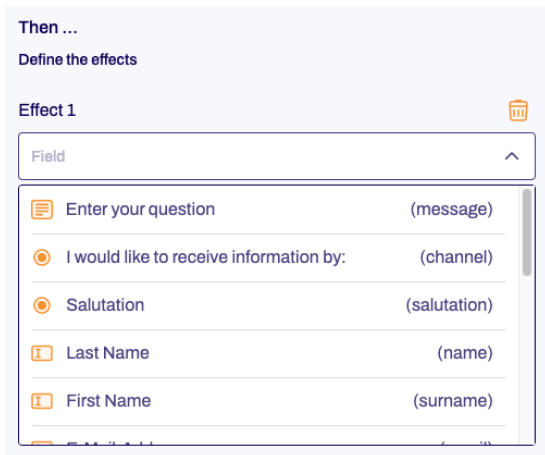 Then ...
Define the effects
Effect 1
Field
Enter your question (message)
I would like to receive information by: (channel)
Salutation (salutation)
Last Name (name)
First Name (surname)